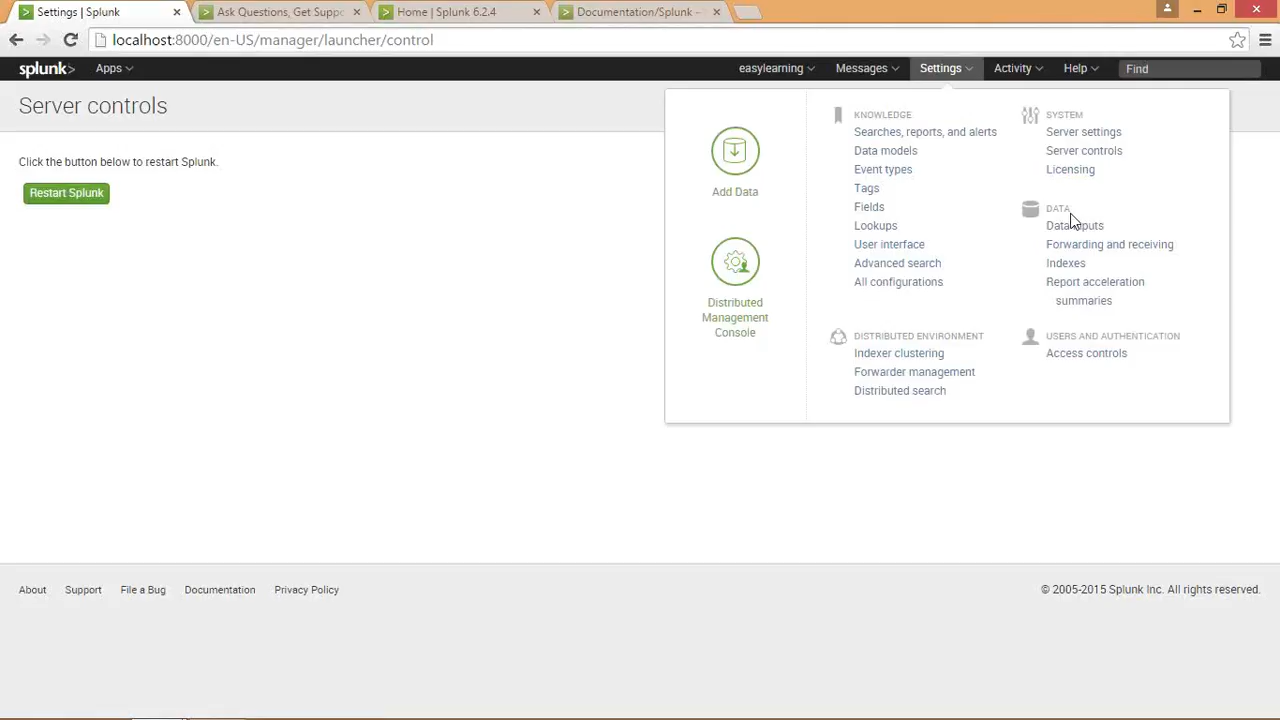 Settings | Splunk
Ask Questions, Get Suppo
Home | Splunk 6.2.4
Documentation/Splunk –
localhost:8000/en-US/manager/launcher/control
splunk> Apps easylearning Messages Settings Activity Help Find
Server controls
Click the button below to restart Splunk.
Restart Splunk
Add Data
Distributed
Management
Console
KNOWLEDGE
Searches, reports, and alerts
Data models
Event types
Tags
Fields
Lookups
User interface
Advanced search
All configurations
DISTRIBUTED ENVIRONMENT
Indexer clustering
Forwarder management
Distributed search
SYSTEM
Server settings
Server controls
Licensing
DATA
Data inputs
Forwarding and receiving
Indexes
Report acceleration
summaries
USERS AND AUTHENTICATION
Access controls
About Support File a Bug Documentation Privacy Policy © 2005-2015 Splunk Inc. All rights reserved.